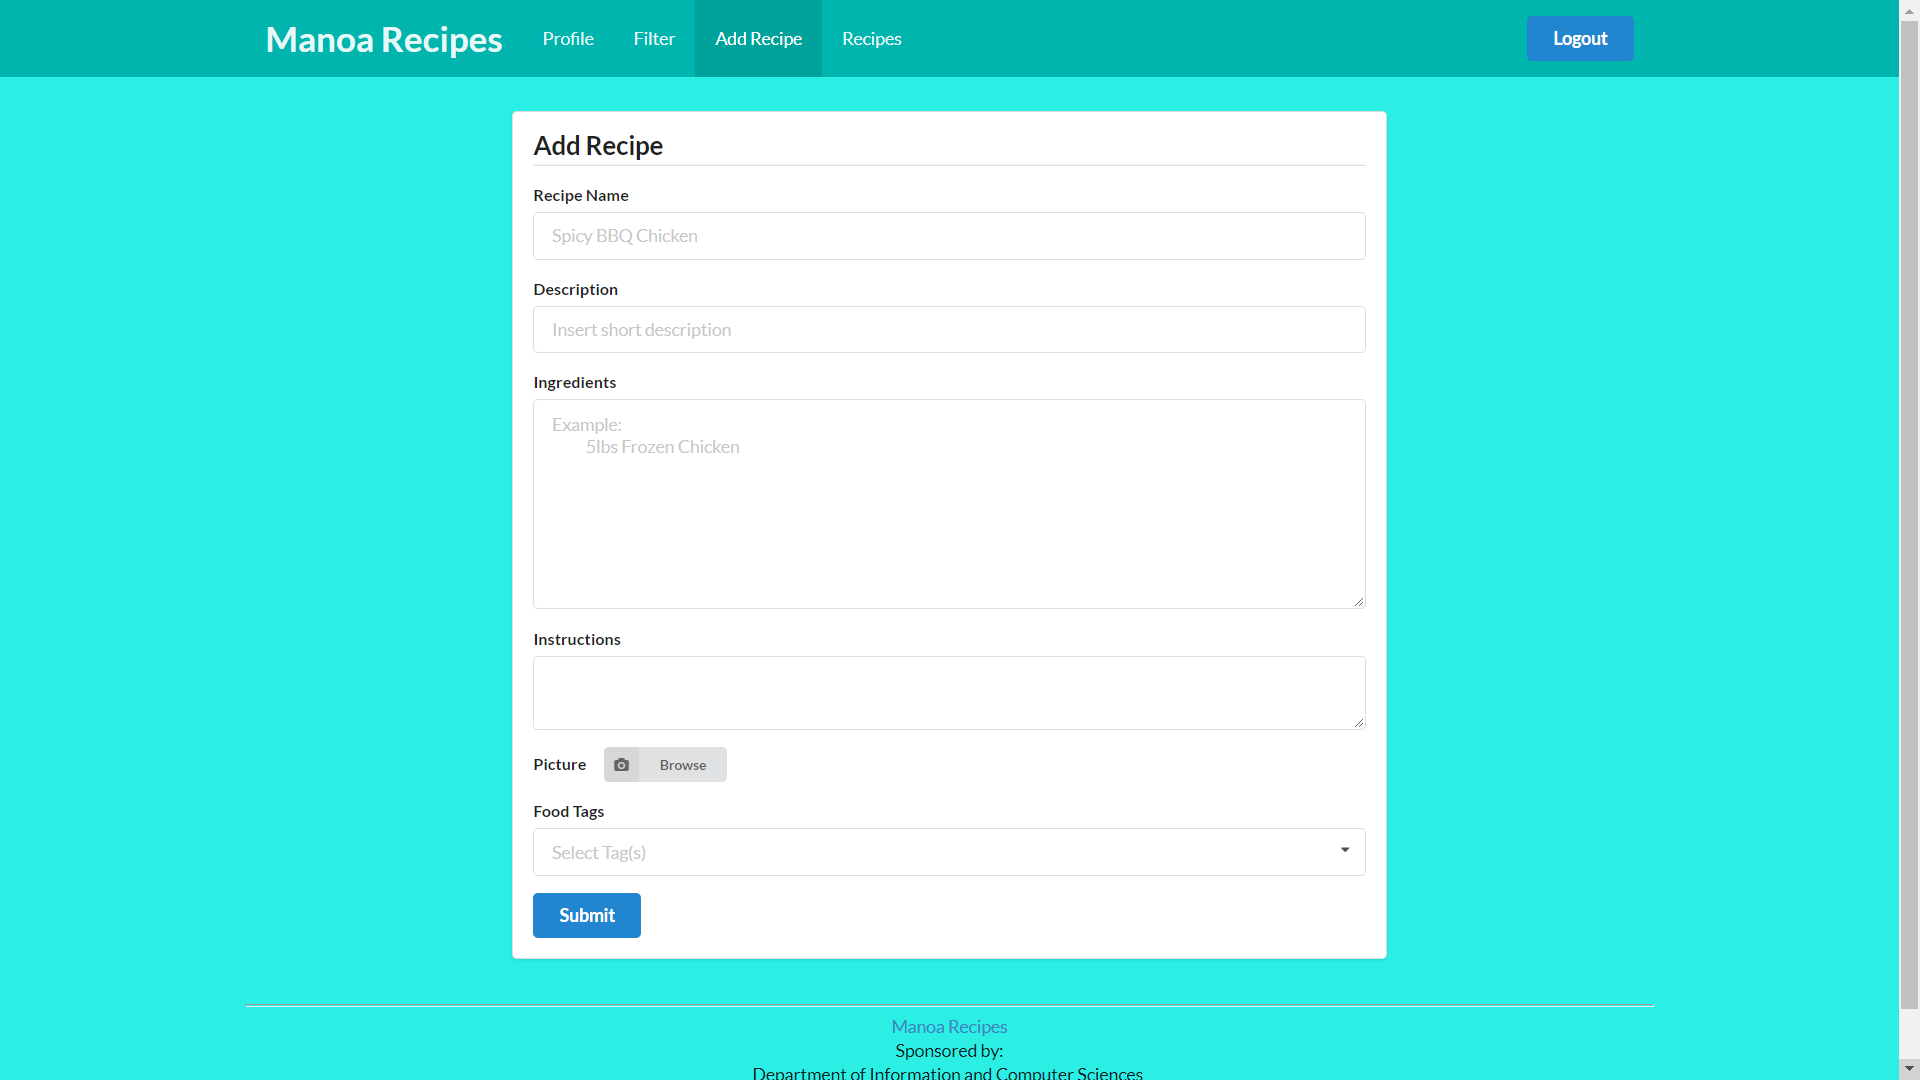 Manoa Recipes Profile Filter Add Recipe Recipes Logout
Add Recipe
Recipe Name
Spicy BBQ Chicken
Description
Insert short description
Ingredients
Example:
5lbs Frozen Chicken
Instructions
Picture Browse
Food Tags
Select Tag(s)
Submit
Manoa Recipes
Sponsored by:
Department of Information and Computer Sciences